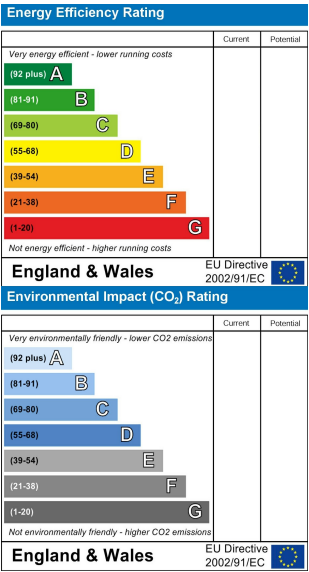 Energy Efficiency Rating
Current Potential
Very energy efficient - lower running costs
(92 plus) A
(81-91) B
(69-80) C
(55-68) D
(39-54) E
(21-38) F
(1-20) G
Not energy efficient - higher running costs
England & Wales
EU Directive
2002/91/EC
Environmental Impact (CO₂) Rating
Current Potential
Very environmentally friendly - lower CO2 emissions
(92 plus) A
(81-91) B
(69-80) C
(55-68) D
(39-54) E
(21-38) F
(1-20) G
Not environmentally friendly - higher CO2 emissions
England & Wales
EU Directive
2002/91/EC